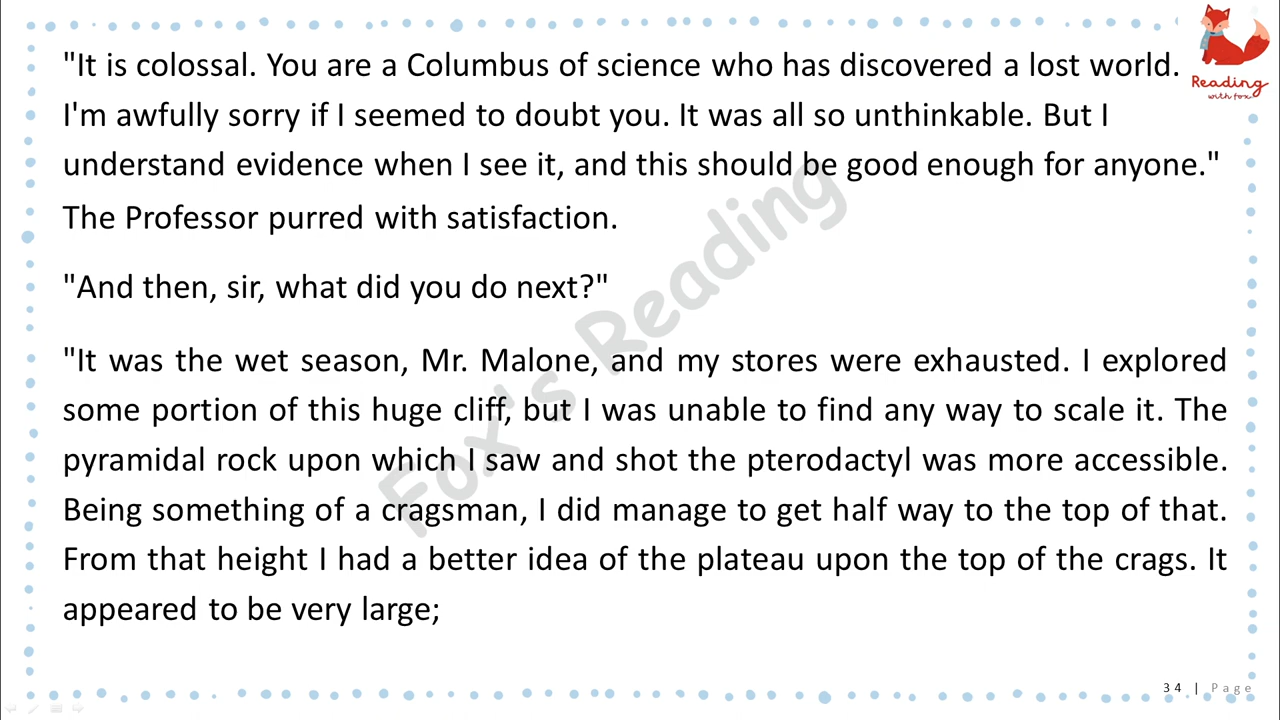 "It is colossal. You are a Columbus of science who has discovered a lost world.
I'm awfully sorry if I seemed to doubt you. It was all so unthinkable. But I
understand evidence when I see it, and this should be good enough for anyone."
The Professor purred with satisfaction.
"And then, sir, what did you do next?"
"It was the wet season, Mr. Malone, and my stores were exhausted. I explored
some portion of this huge cliff, but I was unable to find any way to scale it. The
pyramidal rock upon which I saw and shot the pterodactyl was more accessible.
Being something of a cragsman, I did manage to get half way to the top of that.
From that height I had a better idea of the plateau upon the top of the crags. It
appeared to be very large;
Reading
with fox
Fox's Reading
34 | Page